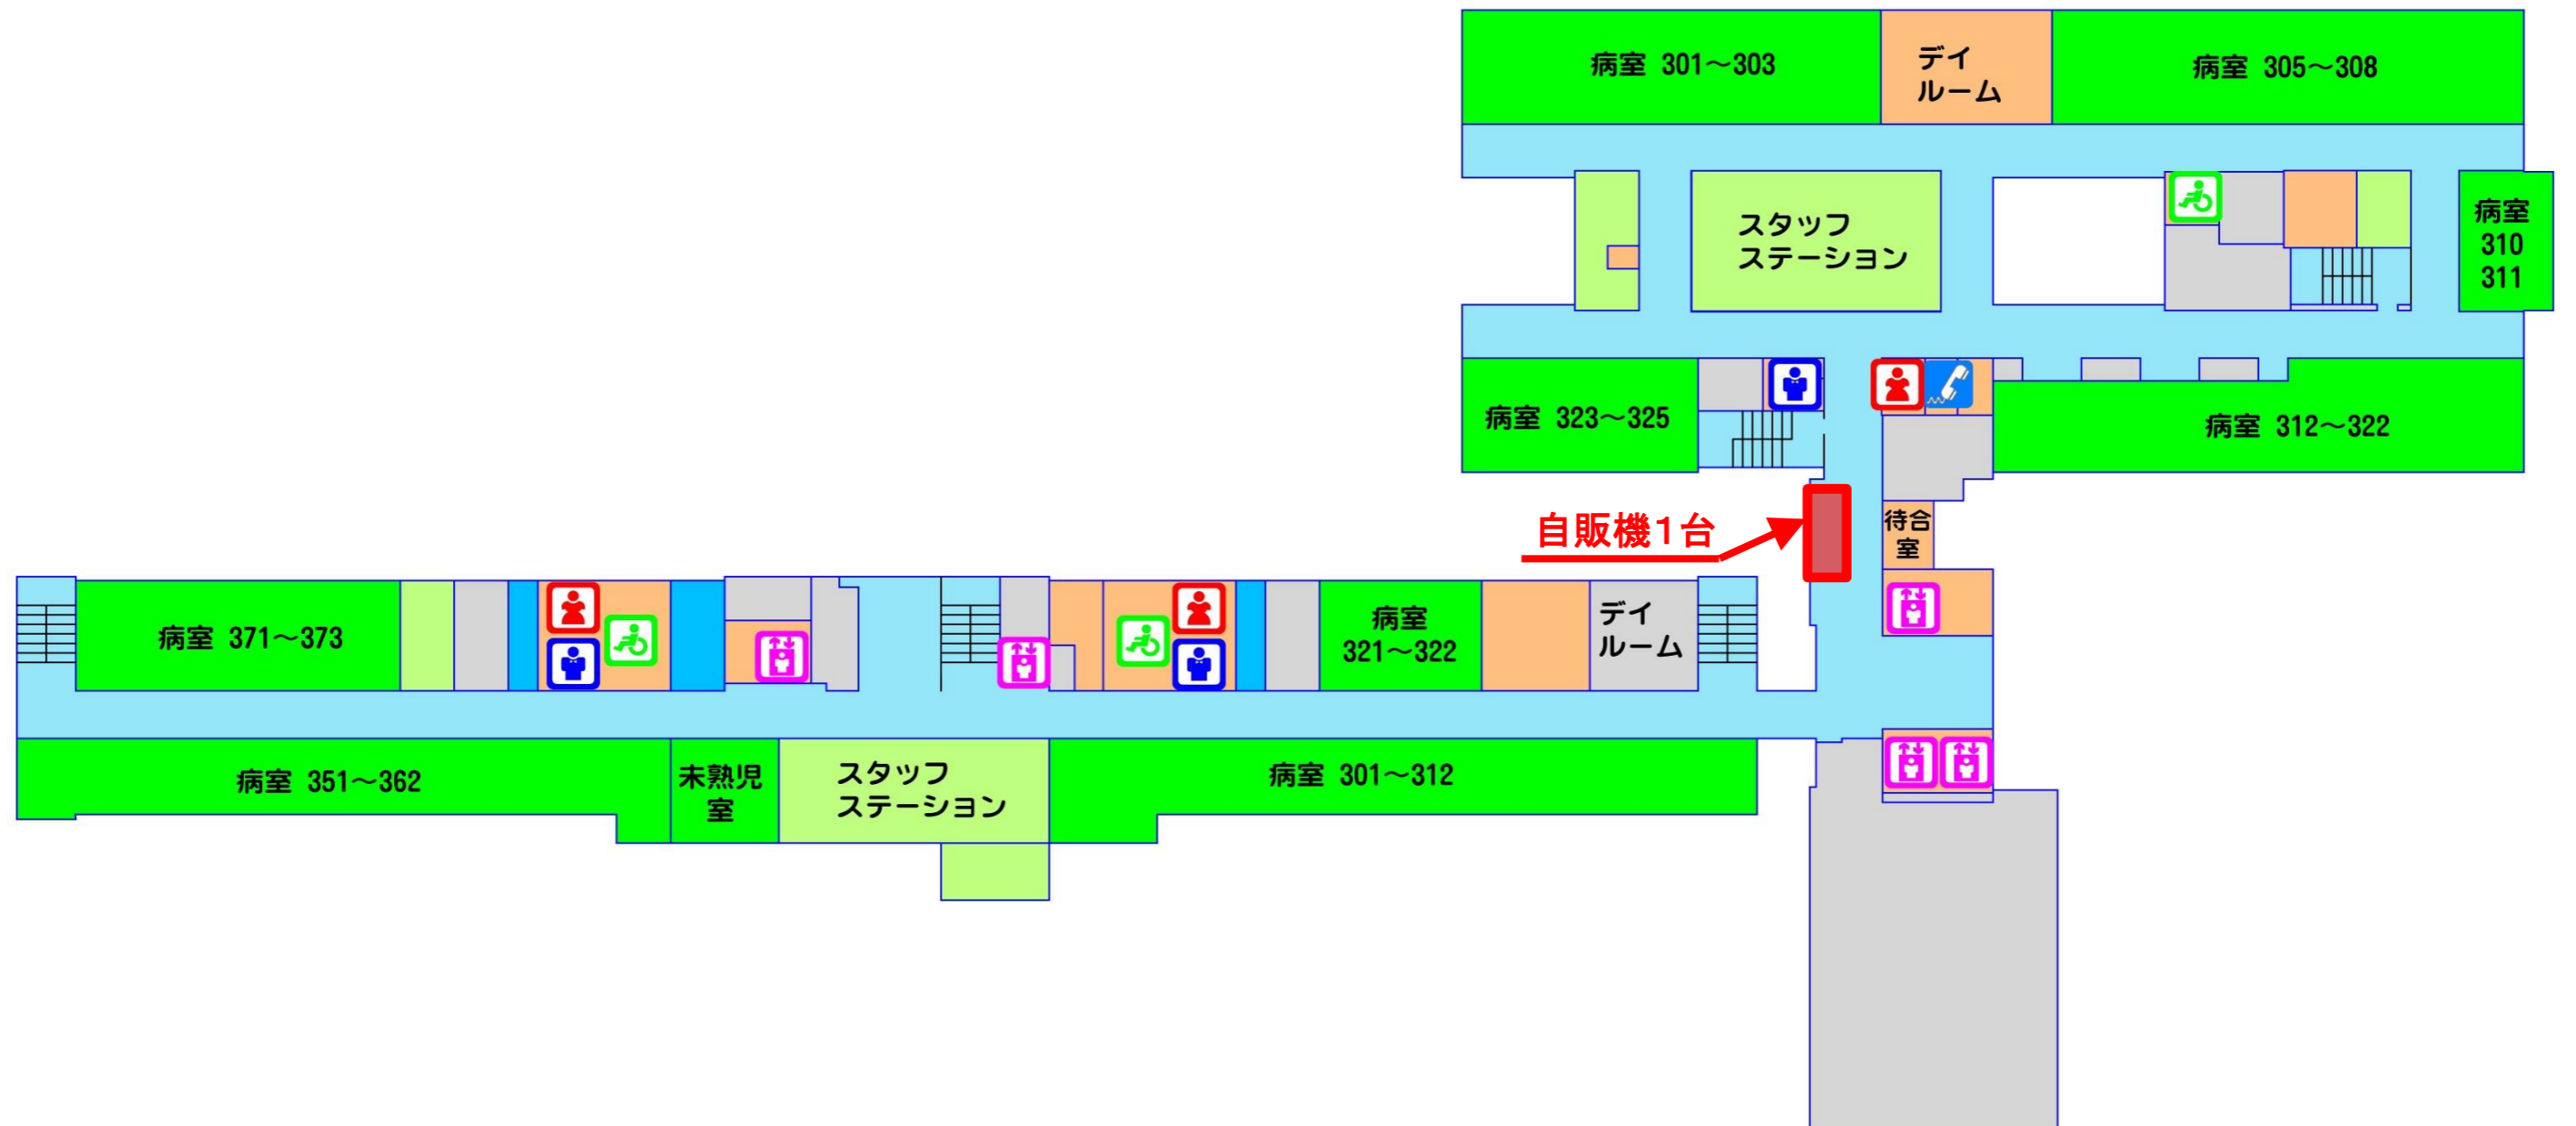 病室 301～303
デイ
ルーム
病室 305～308
スタッフ
ステーション
病室
310
311
病室 323～325
病室 312～322
自販機1台
待合
室
病室 371～373
病室
321～322
デイ
ルーム
病室 351～362
未熟児
室
スタッフ
ステーション
病室 301～312